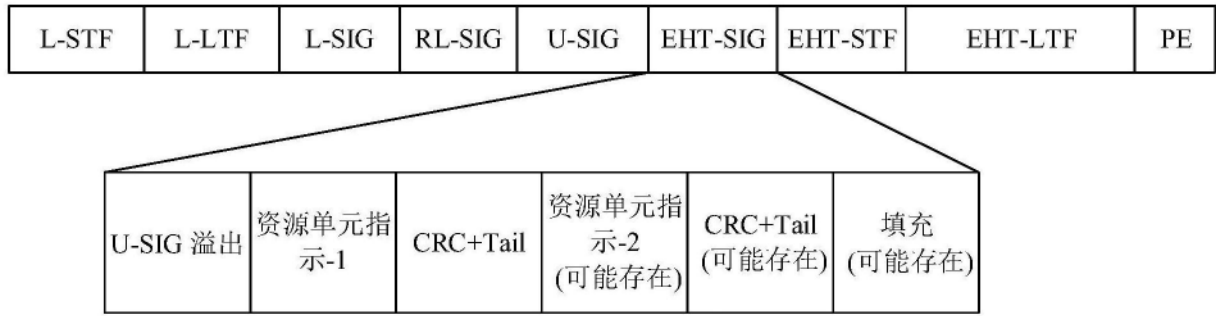 L-STF L-LTF L-SIG RL-SIG U-SIG EHT-SIG EHT-STF EHT-LTF PE
U-SIG 溢出
资源单元指
示-1
CRC+Tail
资源单元指
示-2
(可能存在)
CRC+Tail
(可能存在)
填充
(可能存在)